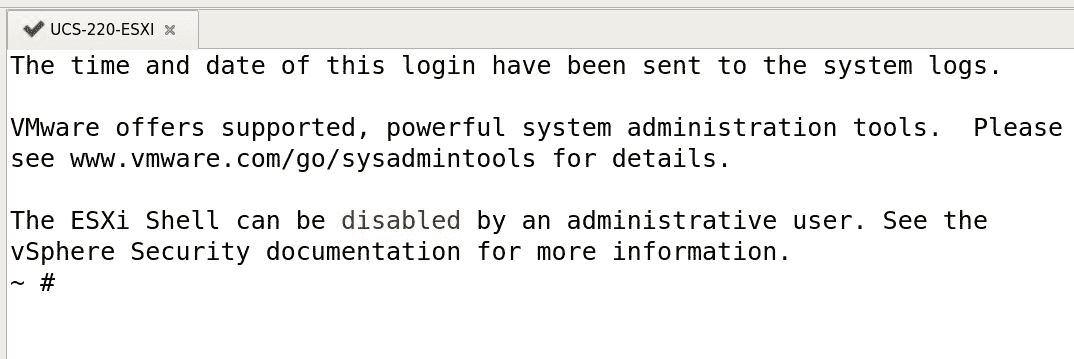 UCS-220-ESXI
The time and date of this login have been sent to the system logs.
VMware offers supported, powerful system administration tools.  Please
see www.vmware.com/go/sysadmintools for details.
The ESXi Shell can be disabled by an administrative user. See the
vSphere Security documentation for more information.
~ #